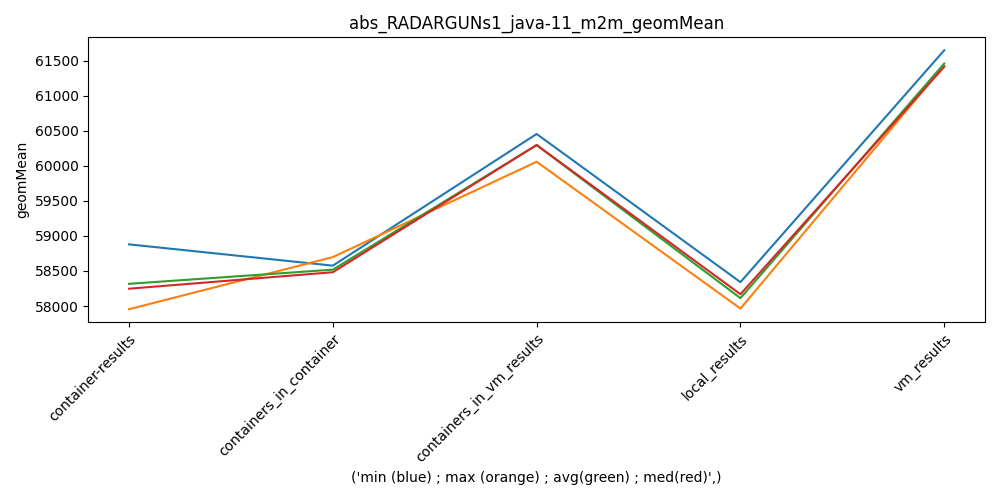 abs_RADARGUNs1_java-11_m2m_geomMean
61500
61000
60500
60000
59500
59000
58500
58000
geomMean
container-results
containers_in_container
containers_in_vm_results
local_results
vm_results
('min (blue) ; max (orange) ; avg(green) ; med(red)',)